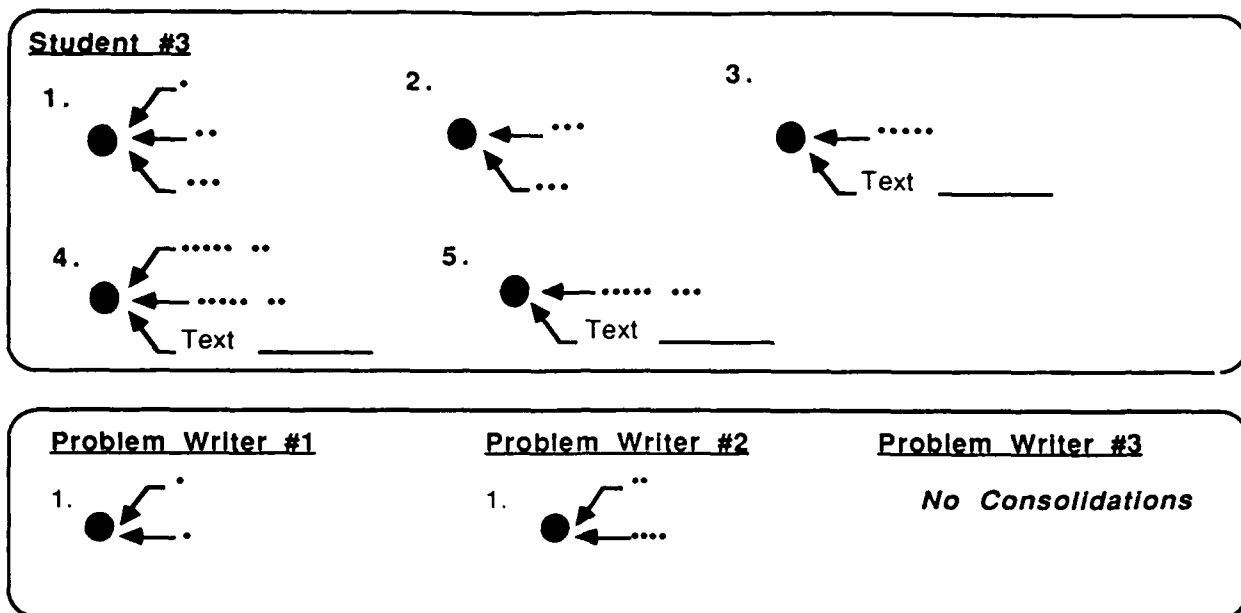 Student #3
1.
2.
3.
Text
4.
5.
Text
Text
Problem Writer #1
Problem Writer #2
Problem Writer #3
1.
1.
No Consolidations